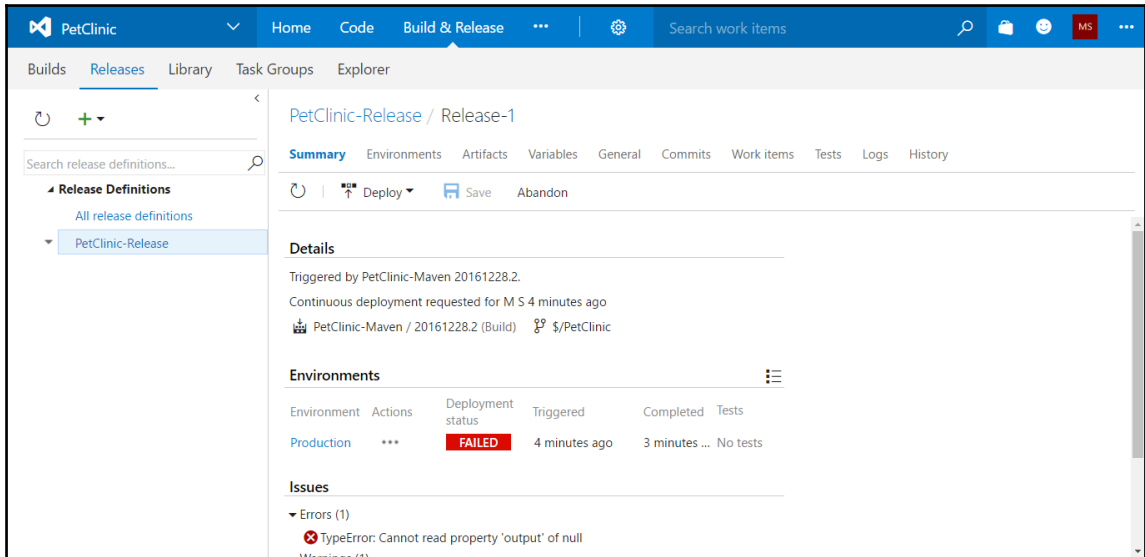 PetClinic
Home Code Build & Release ••• Search work items MS •••
Builds Releases Library Task Groups Explorer
Search release definitions...
Release Definitions
All release definitions
PetClinic-Release
PetClinic-Release / Release-1
Summary Environments Artifacts Variables General Commits Work items Tests Logs History
Deploy Save Abandon
Details
Triggered by PetClinic-Maven 20161228.2.
Continuous deployment requested for M S 4 minutes ago
PetClinic-Maven / 20161228.2 (Build) $/PetClinic
Environments
Environment Actions Deployment status Triggered Completed Tests
Production ••• FAILED 4 minutes ago 3 minutes ... No tests
Issues
Errors (1)
TypeError: Cannot read property 'output' of null
Warnings (1)